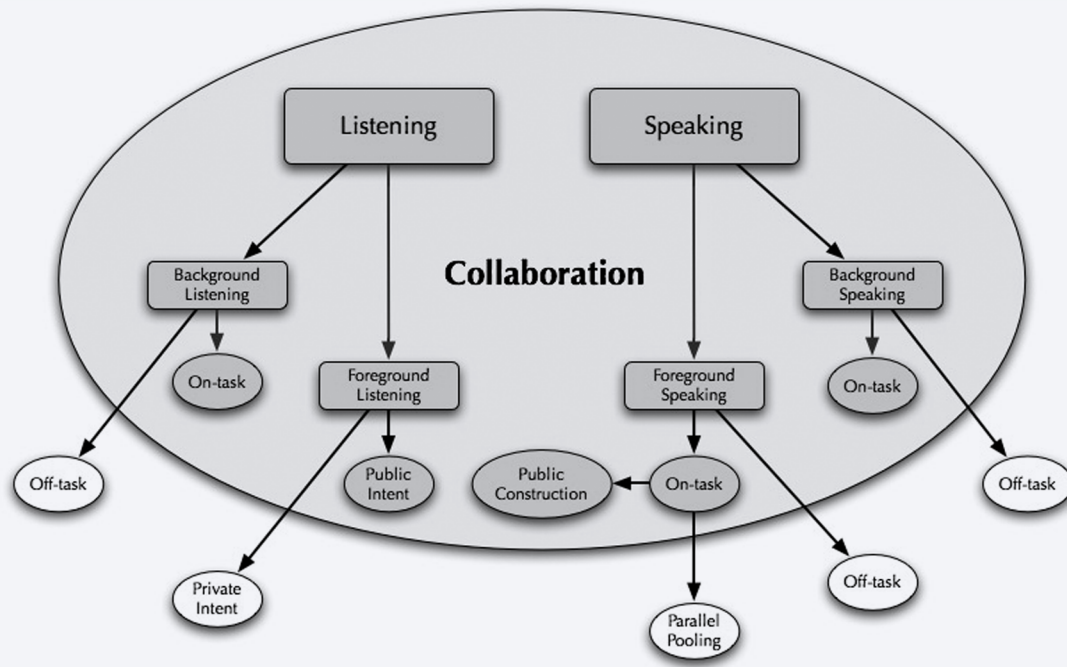 Listening
Speaking
Collaboration
Background
Listening
Background
Speaking
On-task
Foreground
Listening
Foreground
Speaking
On-task
Off-task
Public
Intent
Public
Construction
On-task
Off-task
Private
Intent
Off-task
Parallel
Pooling